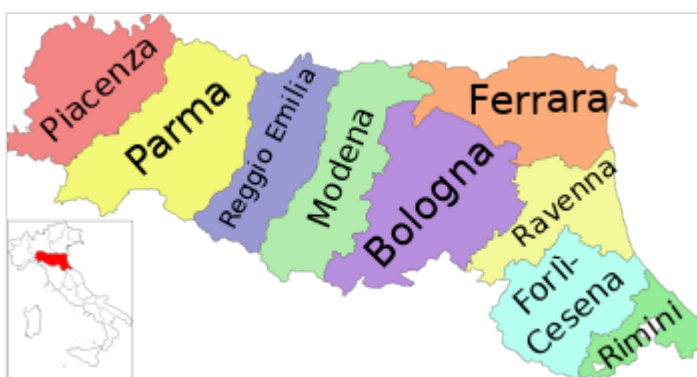 Piacenza
Parma
Reggio Emilia
Modena
Bologna
Ferrara
Ravenna
Forlì-
Cesena
Rimini